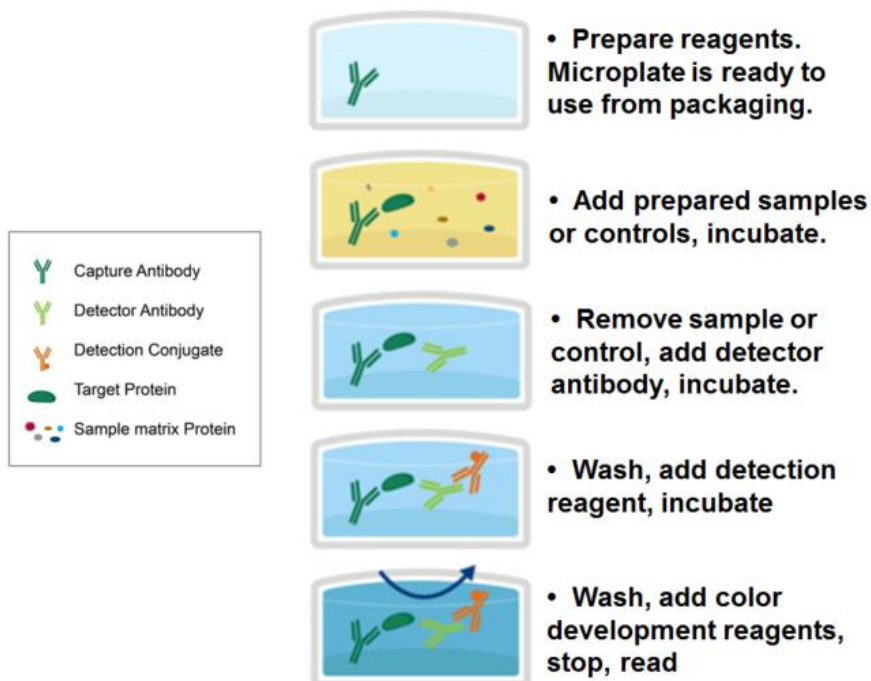 • Prepare reagents.
Microplate is ready to
use from packaging.
• Add prepared samples
or controls, incubate.
Capture Antibody
Detector Antibody
Detection Conjugate
Target Protein
Sample matrix Protein
• Remove sample or
control, add detector
antibody, incubate.
• Wash, add detection
reagent, incubate
• Wash, add color
development reagents,
stop, read